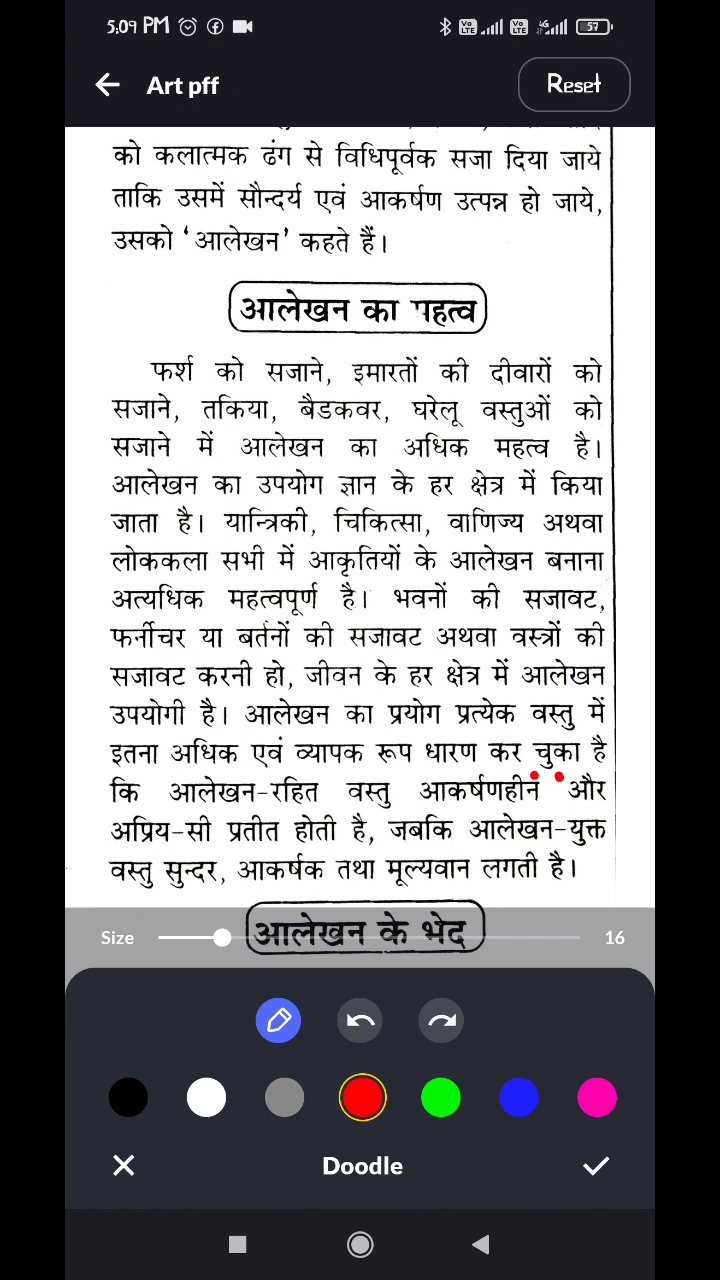 5:09 PM
57
Art pff
Reset
को कलात्मक ढंग से विधिपूर्वक सजा दिया जाये
ताकि उसमें सौन्दर्य एवं आकर्षण उत्पन्न हो जाये,
उसको ‘आलेखन’ कहते हैं।
आलेखन का महत्व
फर्श को सजाने, इमारतों की दीवारों को
सजाने, तकिया, बैडकवर, घरेलू वस्तुओं को
सजाने में आलेखन का अधिक महत्व है।
आलेखन का उपयोग ज्ञान के हर क्षेत्र में किया
जाता है। यान्त्रिकी, चिकित्सा, वाणिज्य अथवा
लोककला सभी में आकृतियों के आलेखन बनाना
अत्यधिक महत्वपूर्ण है। भवनों की सजावट,
फर्नीचर या बर्तनों की सजावट अथवा वस्त्रों की
सजावट करनी हो, जीवन के हर क्षेत्र में आलेखन
उपयोगी है। आलेखन का प्रयोग प्रत्येक वस्तु में
इतना अधिक एवं व्यापक रूप धारण कर चुका है
कि आलेखन-रहित वस्तु आकर्षणहीन और
अप्रिय-सी प्रतीत होती है, जबकि आलेखन-युक्त
वस्तु सुन्दर, आकर्षक तथा मूल्यवान लगती है।
आलेखन के भेद
Size 16
Doodle